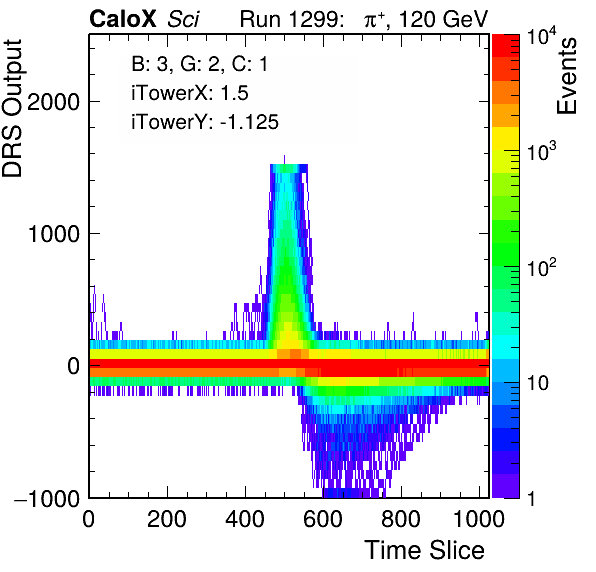 CaloX Sci Run 1299: π⁺, 120 GeV
B: 3, G: 2, C: 1
iTowerX: 1.5
iTowerY: -1.125
DRS Output
2000
1000
0
−1000
0 200 400 600 800 1000
Time Slice
Events
10⁴
10³
10²
10
1